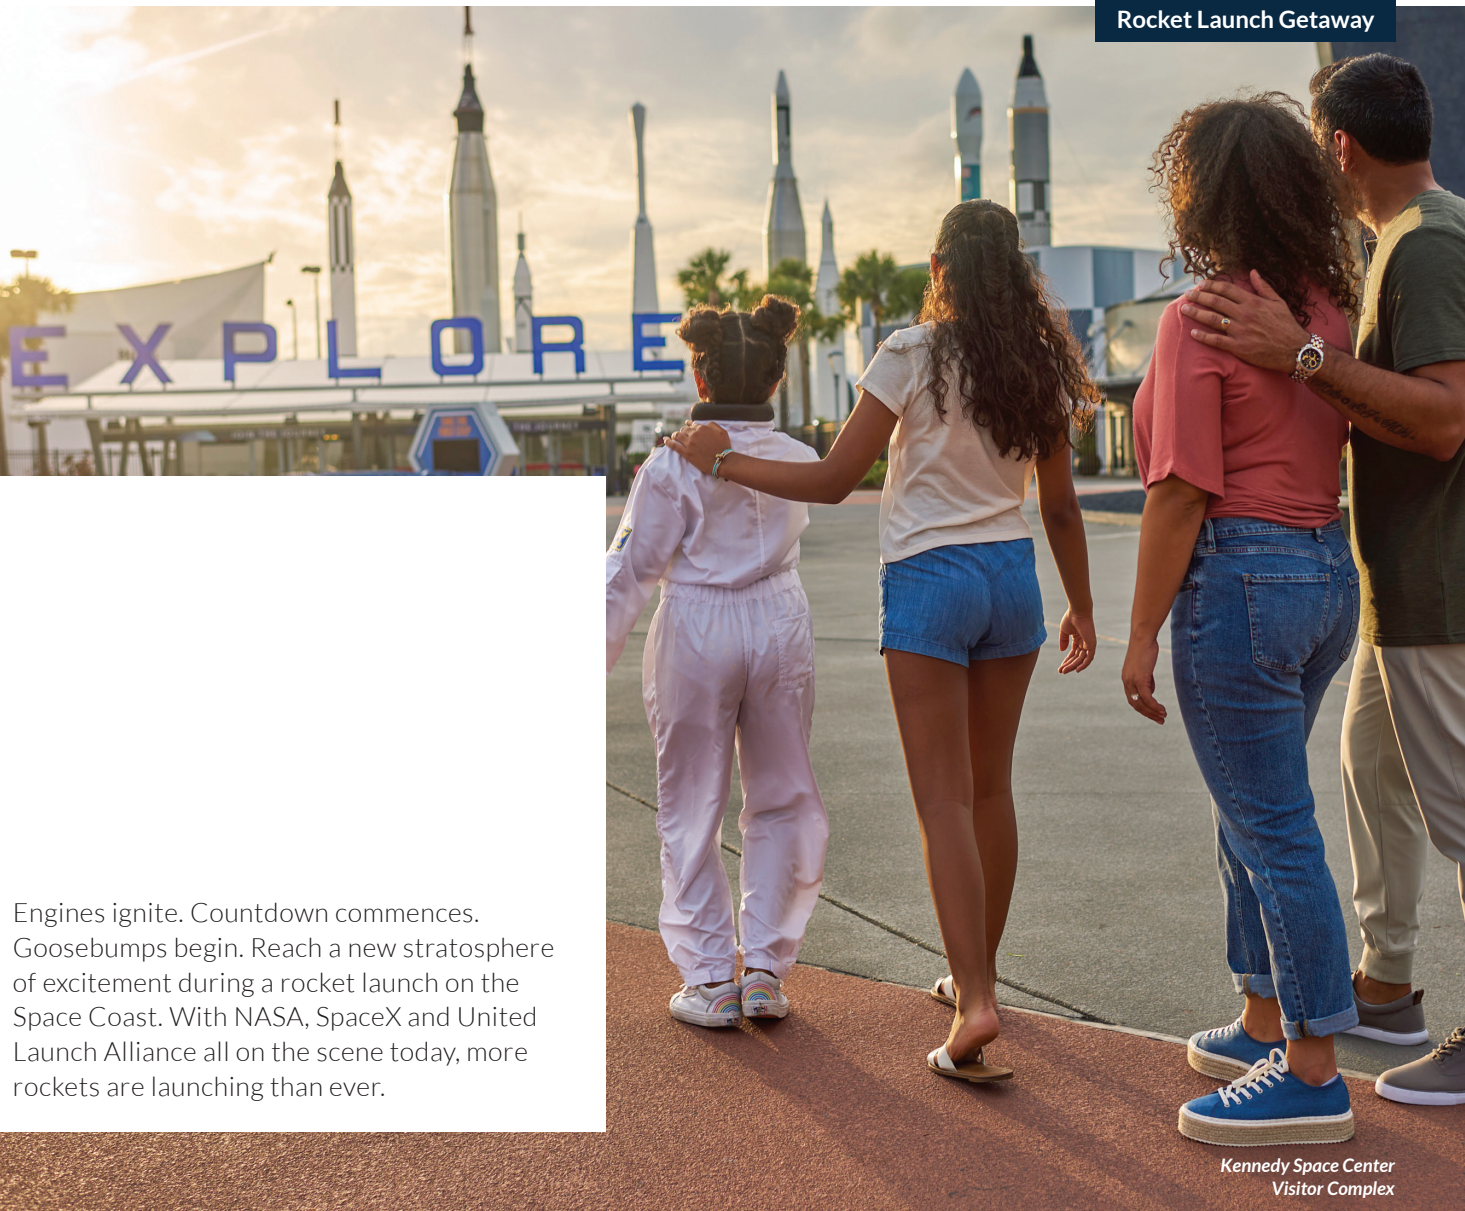 Rocket Launch Getaway
EXPLORE
Engines ignite. Countdown commences.
Goosebumps begin. Reach a new stratosphere
of excitement during a rocket launch on the
Space Coast. With NASA, SpaceX and United
Launch Alliance all on the scene today, more
rockets are launching than ever.
Kennedy Space Center
Visitor Complex